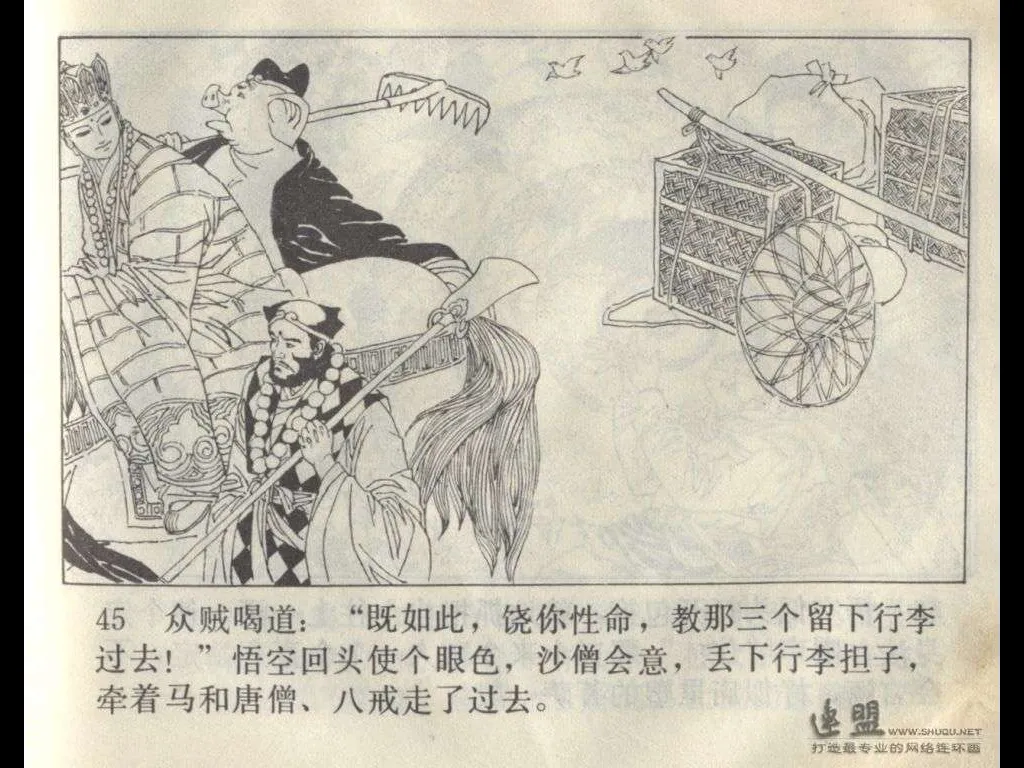 45 众贼喝道：“既如此，饶你性命，教那三个留下行李
过去！”悟空回头使个眼色，沙僧会意，丢下行李担子，
牵着马和唐僧、八戒走了过去。
连盟 WWW.SHUQU.NET
打造最专业的网络连环画